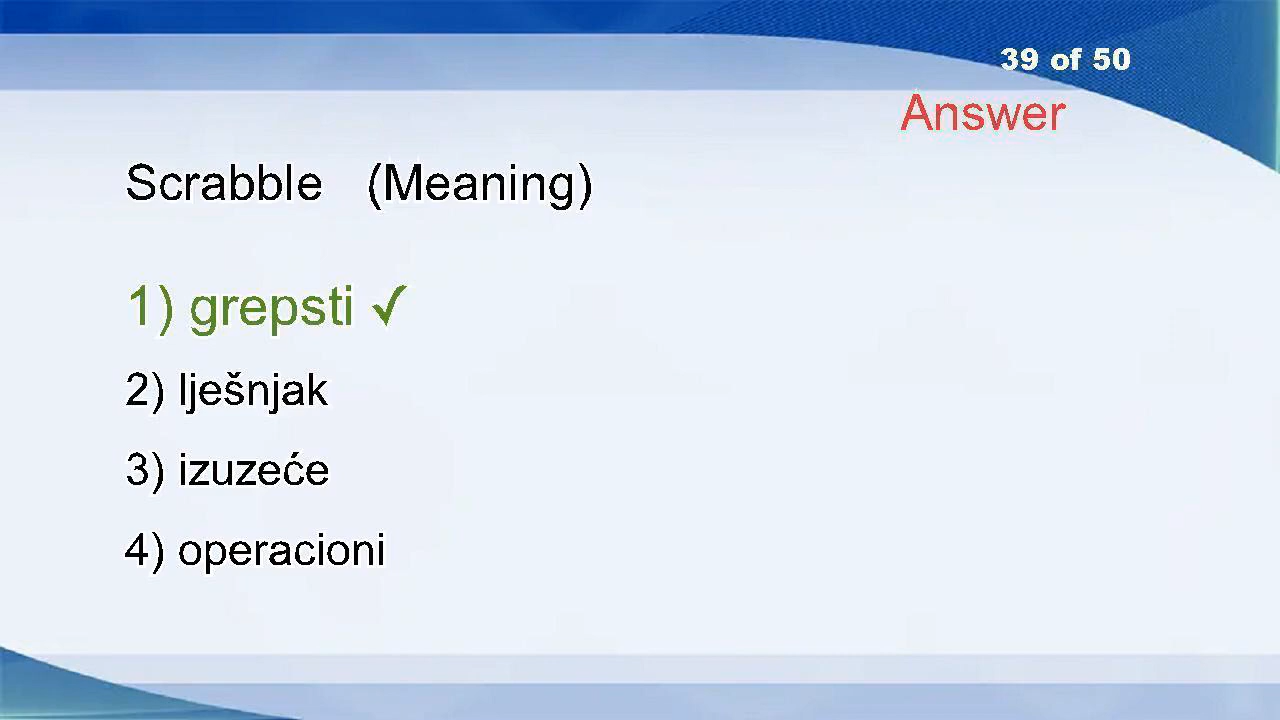 39 of 50
Answer
Scrabble (Meaning)
1) grepsti ✓
2) lješnjak
3) izuzeće
4) operacioni